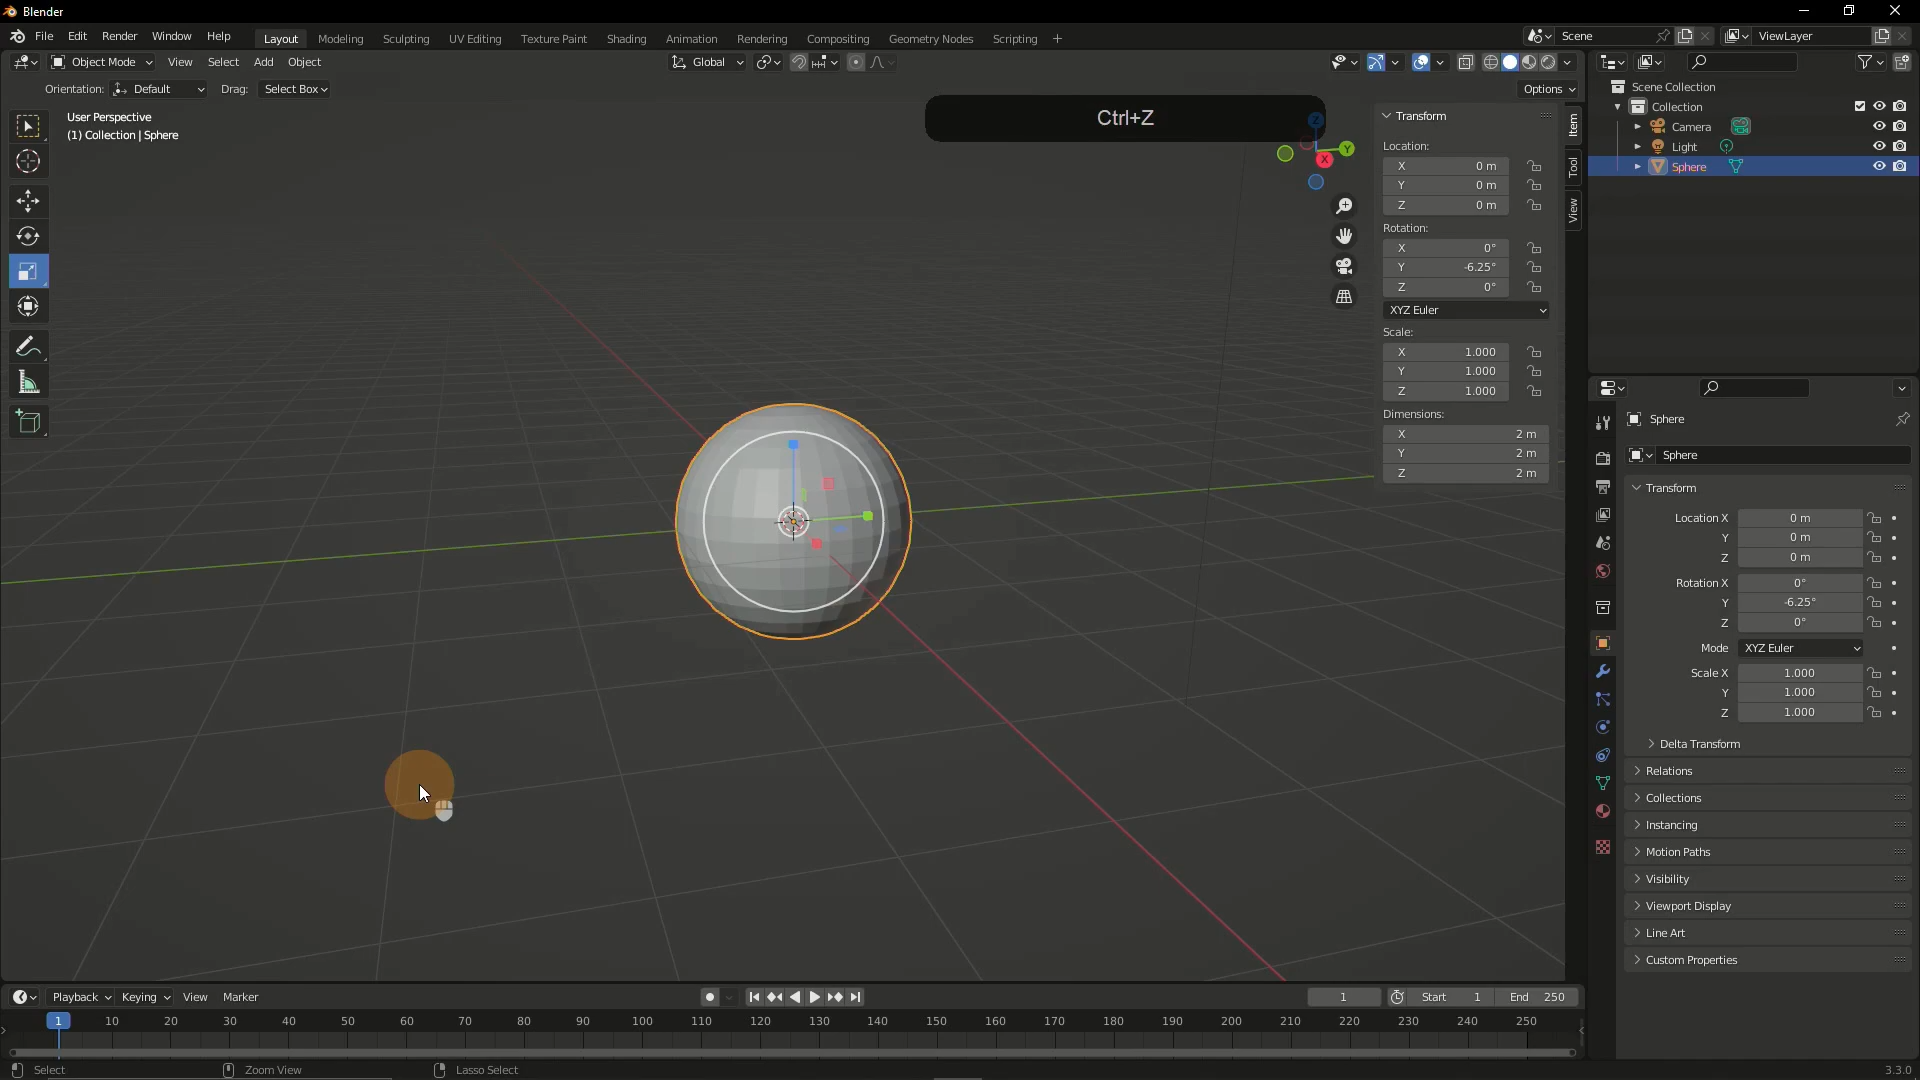 Blender
File Edit Render Window Help Layout Modeling Sculpting UV Editing Texture Paint Shading Animation Rendering Compositing Geometry Nodes Scripting + Scene ViewLayer
Object Mode View Select Add Object Global
Orientation: Default Drag: Select Box Options
User Perspective
(1) Collection | Sphere
Ctrl+Z
Z
Y
X
Transform
Location:
X 0 m
Y 0 m
Z 0 m
Rotation:
X 0°
Y -6.25°
Z 0°
XYZ Euler
Scale:
X 1.000
Y 1.000
Z 1.000
Dimensions:
X 2 m
Y 2 m
Z 2 m
Item
Tool
View
Scene Collection
Collection
Camera
Light
Sphere
Sphere
Sphere
Transform
Location X 0 m
Y 0 m
Z 0 m
Rotation X 0°
Y -6.25°
Z 0°
Mode XYZ Euler
Scale X 1.000
Y 1.000
Z 1.000
Delta Transform
Relations
Collections
Instancing
Motion Paths
Visibility
Viewport Display
Line Art
Custom Properties
Playback Keying View Marker 1 Start 1 End 250
1 10 20 30 40 50 60 70 80 90 100 110 120 130 140 150 160 170 180 190 200 210 220 230 240 250
Select Zoom View Lasso Select 3.3.0